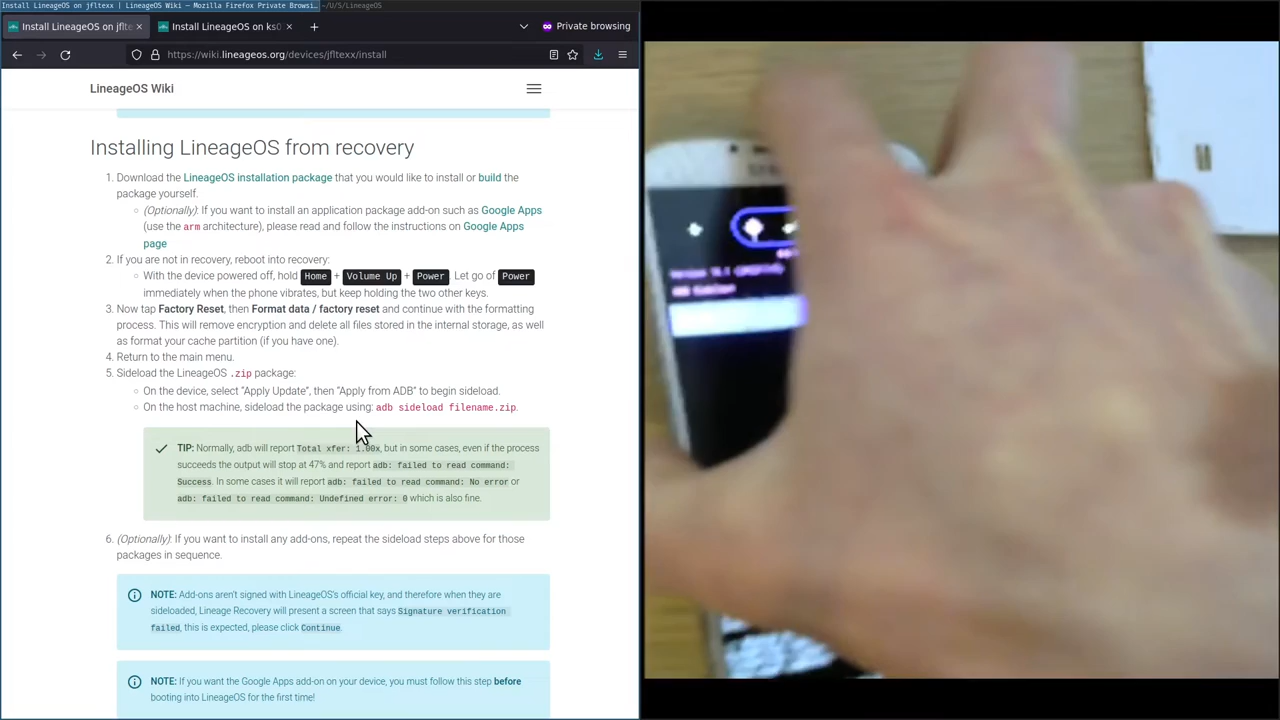 Install LineageOS on jfltexx | LineageOS Wiki — Mozilla Firefox Private Browsi…
~/U/5/LineageOS
Install LineageOS on jflte
Install LineageOS on ks0
Private browsing
https://wiki.lineageos.org/devices/jfltexx/install
LineageOS Wiki
Installing LineageOS from recovery
1. Download the LineageOS installation package that you would like to install or build the
package yourself.
(Optionally): If you want to install an application package add-on such as Google Apps
(use the arm architecture), please read and follow the instructions on Google Apps
page
2. If you are not in recovery, reboot into recovery:
With the device powered off, hold Home + Volume Up + Power. Let go of Power
immediately when the phone vibrates, but keep holding the two other keys.
3. Now tap Factory Reset, then Format data / factory reset and continue with the formatting
process. This will remove encryption and delete all files stored in the internal storage, as well
as format your cache partition (if you have one).
4. Return to the main menu.
5. Sideload the LineageOS .zip package:
On the device, select “Apply Update”, then “Apply from ADB” to begin sideload.
On the host machine, sideload the package using: adb sideload filename.zip.
TIP: Normally, adb will report Total xfer: 1.00x, but in some cases, even if the process
succeeds the output will stop at 47% and report adb: failed to read command:
Success. In some cases it will report adb: failed to read command: No error or
adb: failed to read command: Undefined error: 0 which is also fine.
6. (Optionally): If you want to install any add-ons, repeat the sideload steps above for those
packages in sequence.
NOTE: Add-ons aren't signed with LineageOS's official key, and therefore when they are
sideloaded, Lineage Recovery will present a screen that says Signature verification
failed, this is expected, please click Continue.
NOTE: If you want the Google Apps add-on on your device, you must follow this step before
booting into LineageOS for the first time!